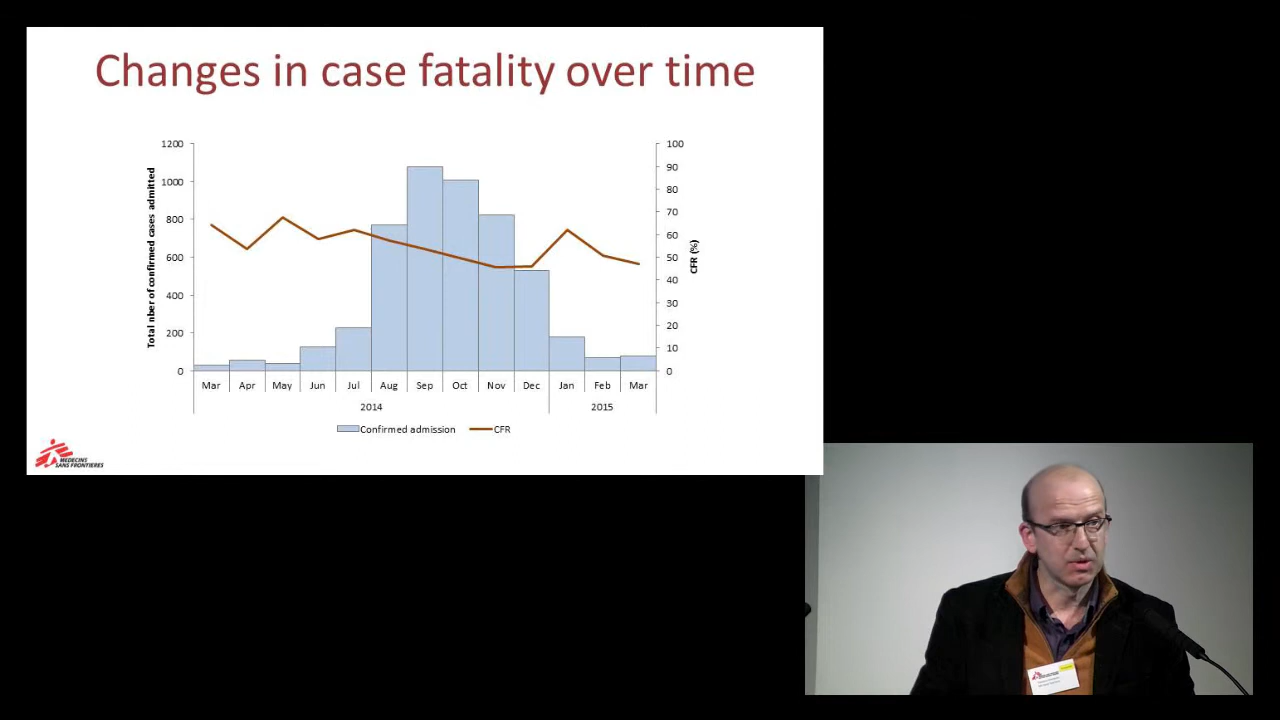 Changes in case fatality over time
Total nber of confirmed cases admitted
1200
1000
800
600
400
200
0
100
90
80
70
60
50
40
30
20
10
0
CFR (%)
Mar Apr May Jun Jul Aug Sep Oct Nov Dec Jan Feb Mar
2014 2015
Confirmed admission CFR
MEDECINS
SANS FRONTIERES